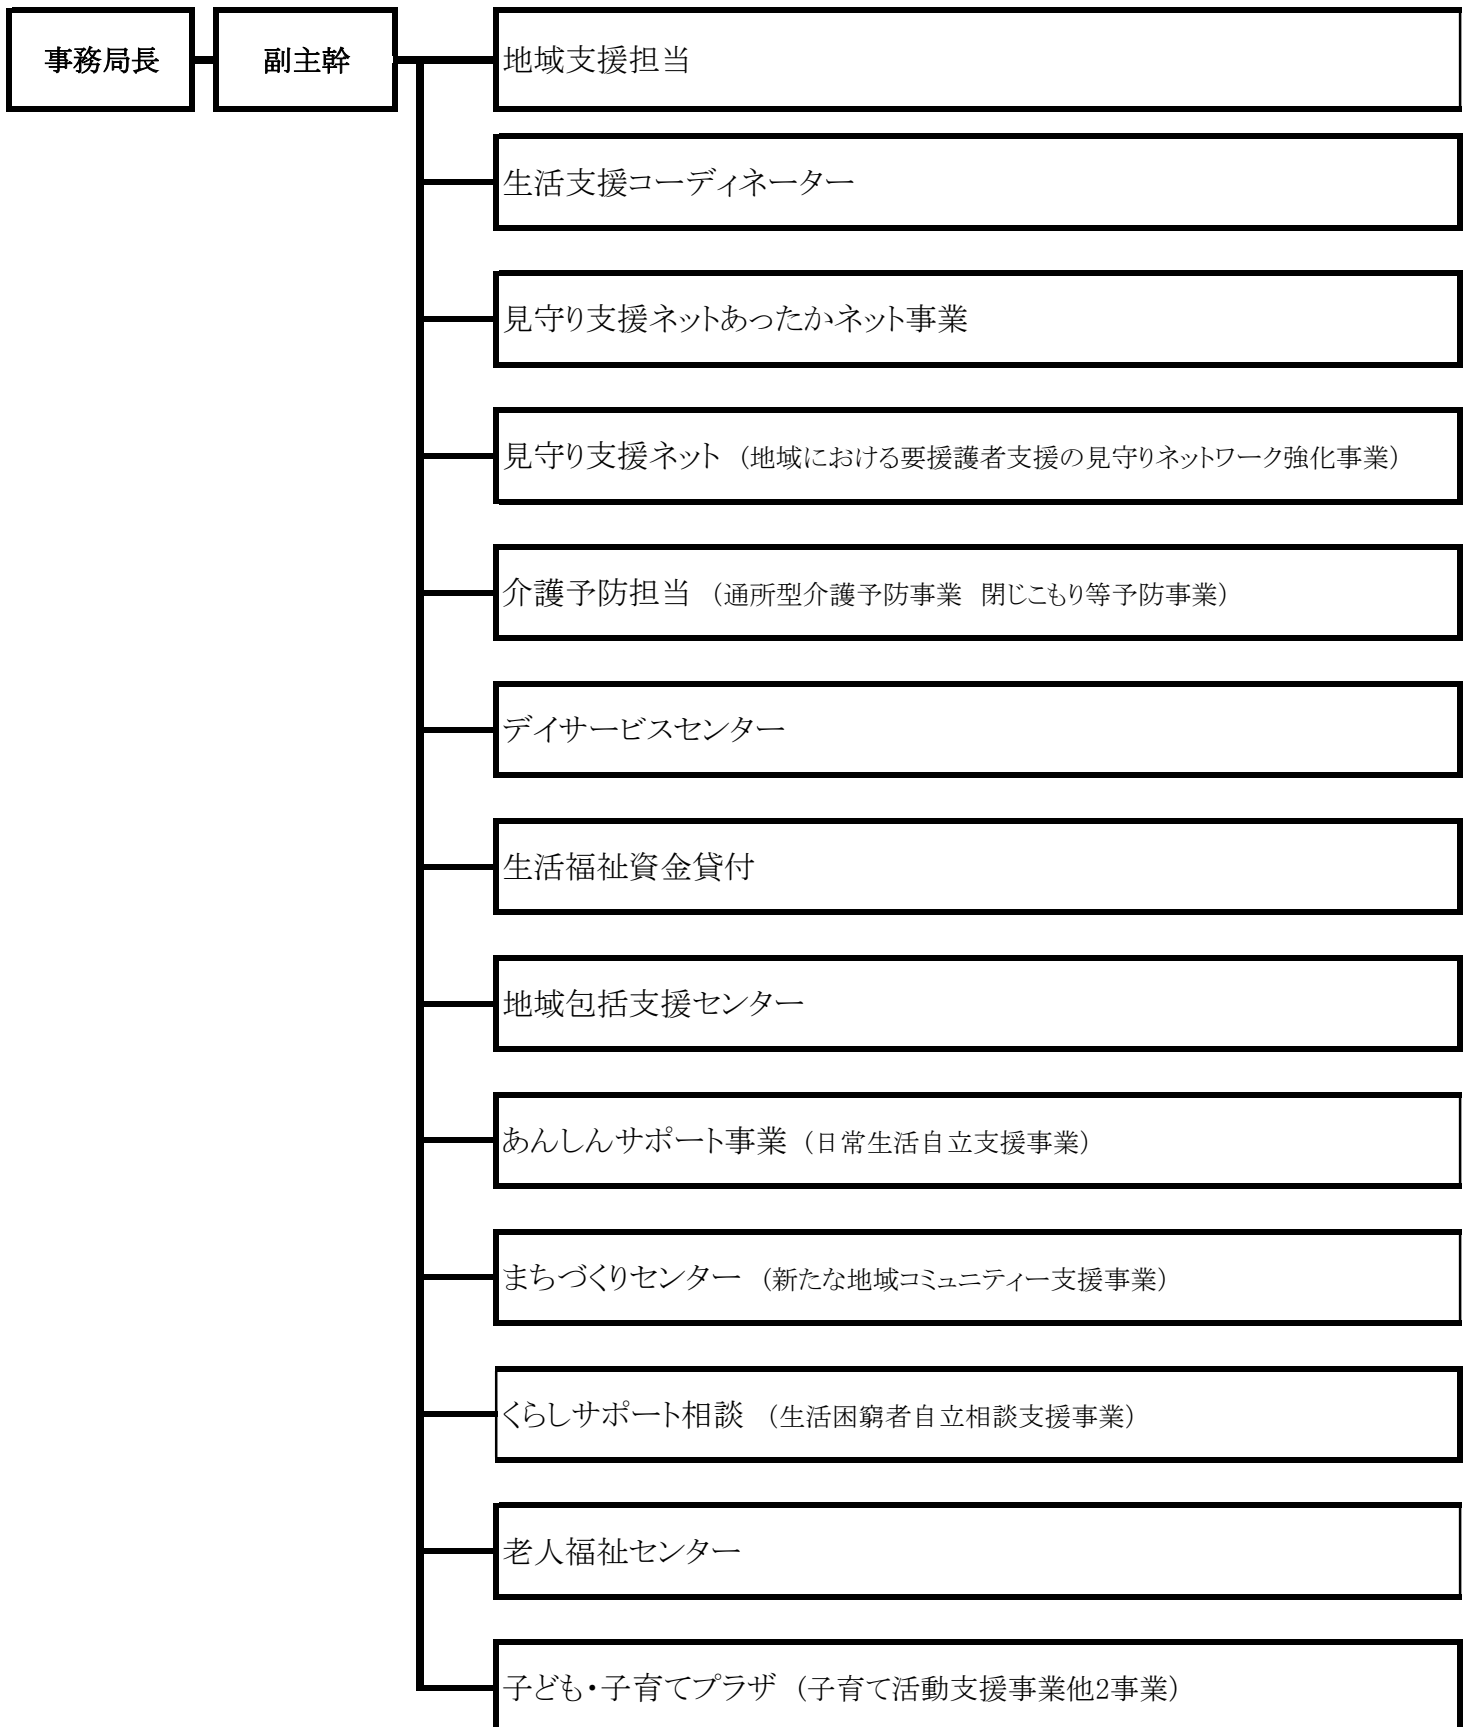 事務局長
副主幹
地域支援担当
生活支援コーディネーター
見守り支援ネットあったかネット事業
見守り支援ネット （地域における要援護者支援の見守りネットワーク強化事業）
介護予防担当 （通所型介護予防事業　閉じこもり等予防事業）
デイサービスセンター
生活福祉資金貸付
地域包括支援センター
あんしんサポート事業 （日常生活自立支援事業）
まちづくりセンター （新たな地域コミュニティー支援事業）
くらしサポート相談 （生活困窮者自立相談支援事業）
老人福祉センター
子ども・子育てプラザ （子育て活動支援事業他2事業）